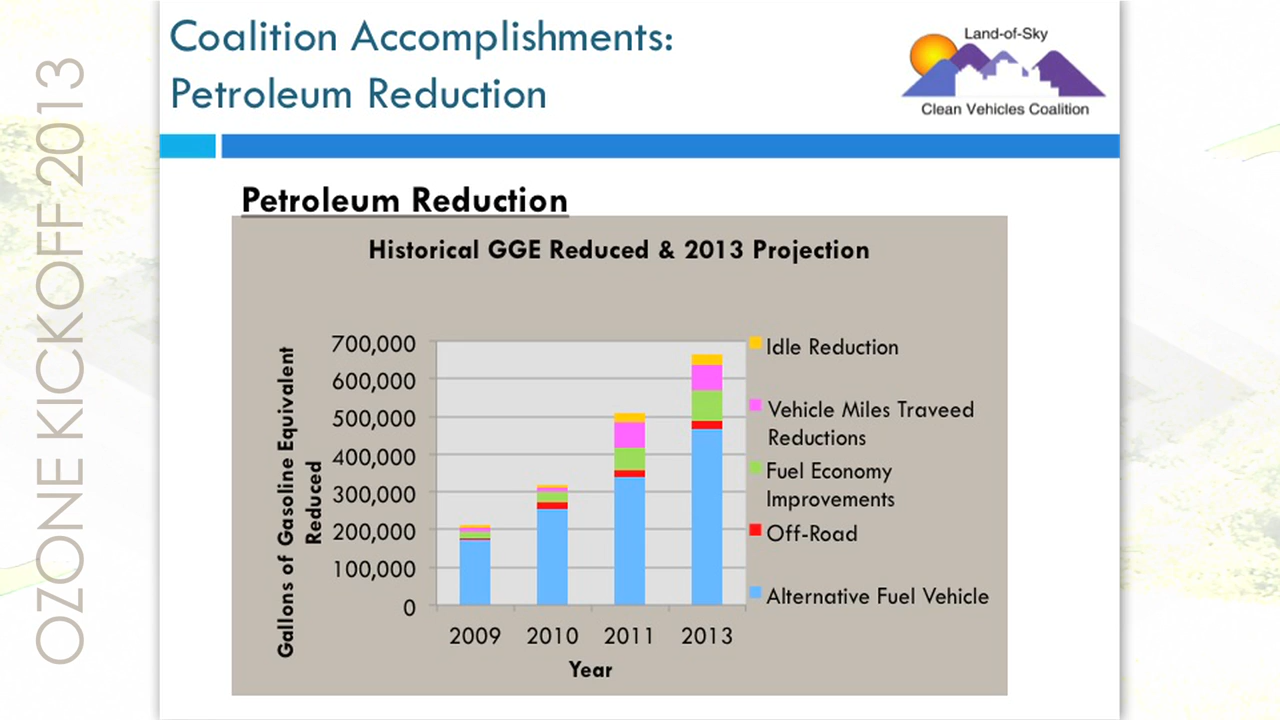 OZONE KICKOFF 2013
Coalition Accomplishments:
Petroleum Reduction
Land-of-Sky
Clean Vehicles Coalition
Petroleum Reduction
Historical GGE Reduced & 2013 Projection
Gallons of Gasoline Equivalent
Reduced
700,000
600,000
500,000
400,000
300,000
200,000
100,000
0
2009 2010 2011 2013
Year
Idle Reduction
Vehicle Miles Traveed
Reductions
Fuel Economy
Improvements
Off-Road
Alternative Fuel Vehicle